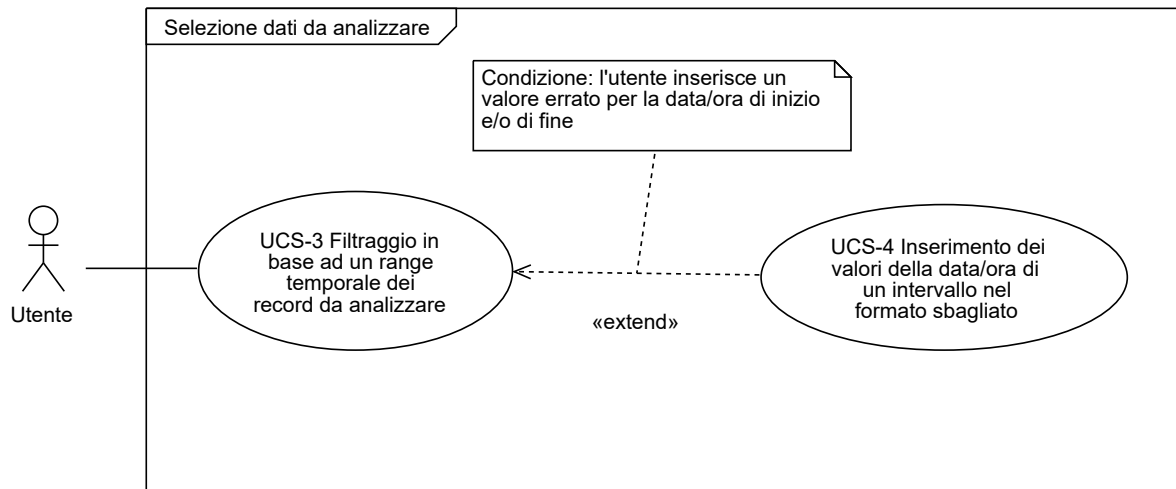 Selezione dati da analizzare
Condizione: l'utente inserisce un
valore errato per la data/ora di inizio
e/o di fine
Utente
UCS-3 Filtraggio in
base ad un range
temporale dei
record da analizzare
«extend»
UCS-4 Inserimento dei
valori della data/ora di
un intervallo nel
formato sbagliato